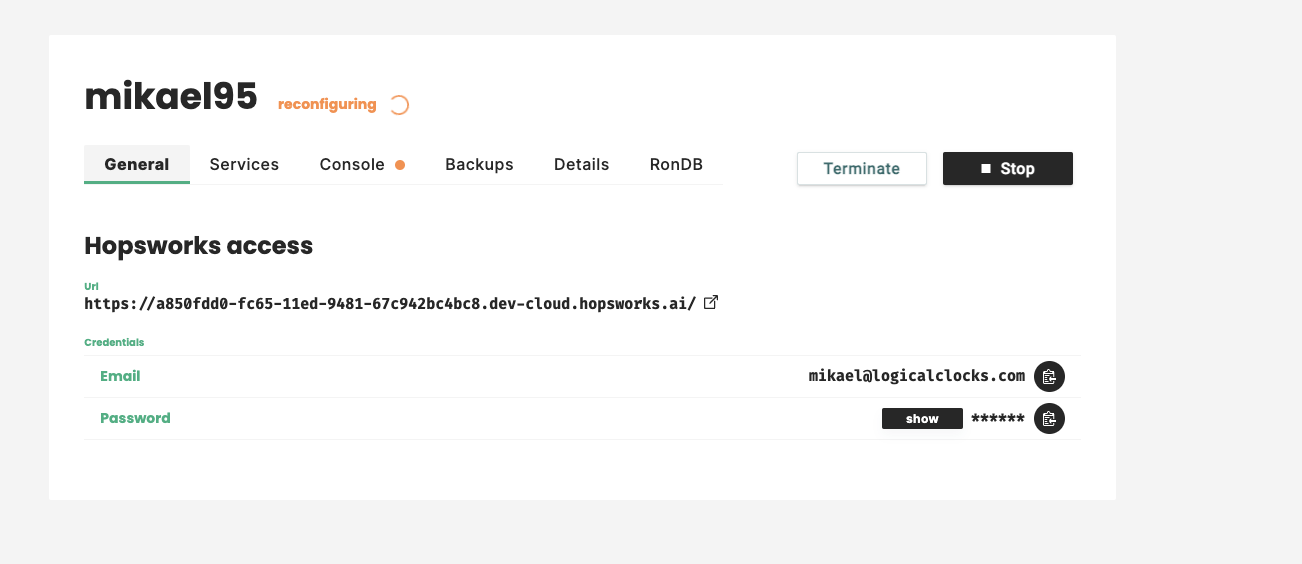 mikael95 reconfiguring
General Services Console Backups Details RonDB Terminate Stop
Hopsworks access
Url
https://a850fdd0-fc65-11ed-9481-67c942bc4bc8.dev-cloud.hopsworks.ai/
Credentials
Email mikael@logicalclocks.com
Password show ******